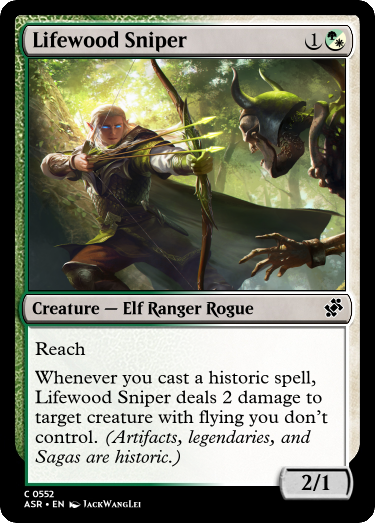 Lifewood Sniper 1
Creature — Elf Ranger Rogue
Reach
Whenever you cast a historic spell,
Lifewood Sniper deals 2 damage to
target creature with flying you don't
control. (Artifacts, legendaries, and
Sagas are historic.)
2/1
C 0552
ASR • EN JackWangLei